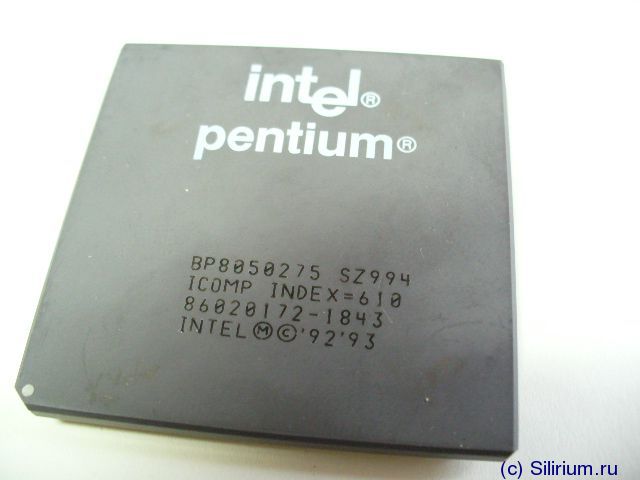 intel®
pentium®
BP8050275 SZ994
ICOMP INDEX=610
86020172-1843
INTEL Ⓜ © '92 '93
(c) Silirium.ru